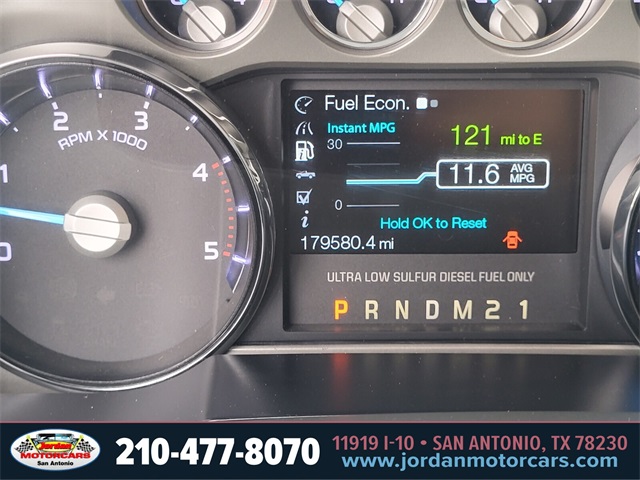 Fuel Econ.
Instant MPG
30
0
121 mi to E
11.6 AVG MPG
Hold OK to Reset
179580.4 mi
0 1 2 3 4 5
RPM X 1000
ULTRA LOW SULFUR DIESEL FUEL ONLY
P R N D M 2 1
Jordan
MOTORCARS
San Antonio
210-477-8070
11919 I-10 • SAN ANTONIO, TX 78230
www.jordanmotorcars.com